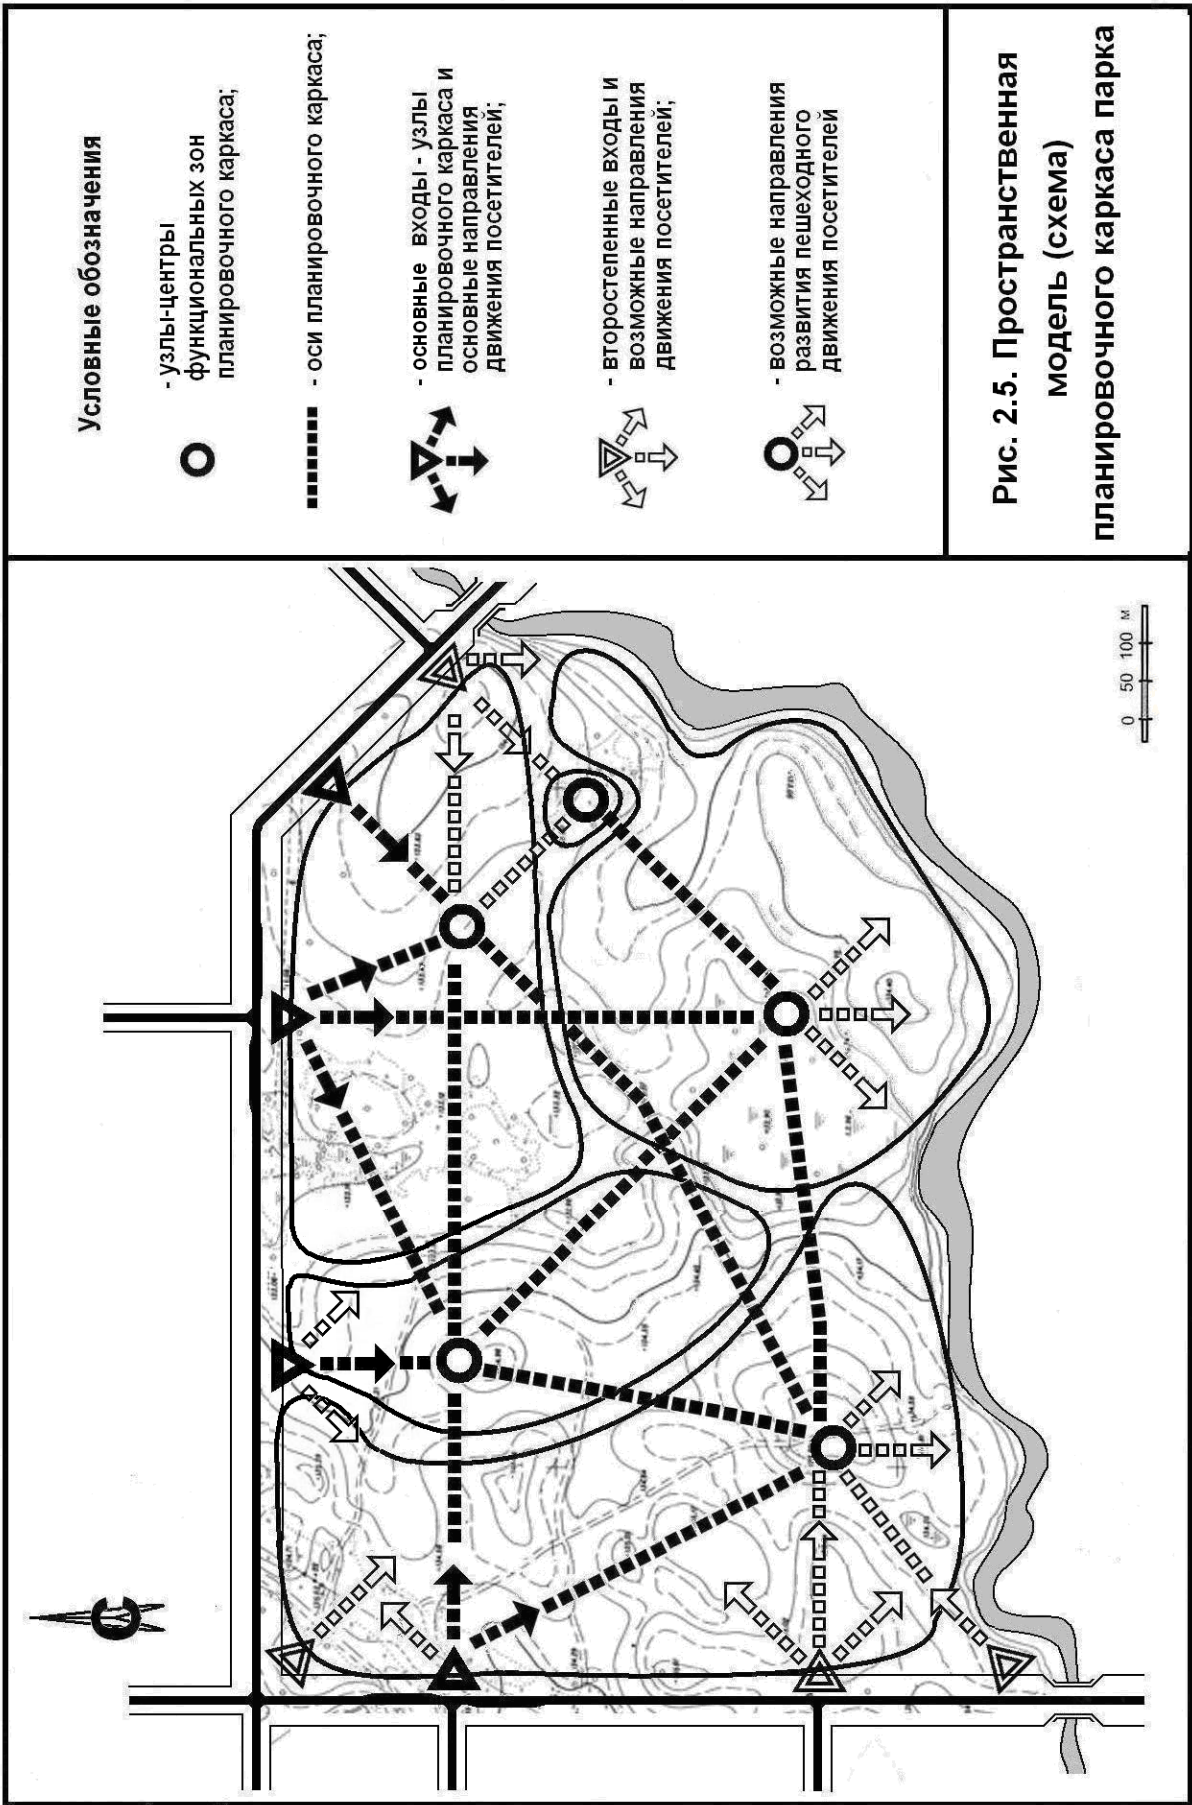 Условные обозначения
- узлы-центры
функциональных зон
планировочного каркаса;
- оси планировочного каркаса;
- основные входы - узлы
планировочного каркаса и
основные направления
движения посетителей;
- второстепенные входы и
возможные направления
движения посетителей;
- возможные направления
развития пешеходного
движения посетителей
Рис. 2.5. Пространственная
модель (схема)
планировочного каркаса парка
0 50 100 м
С